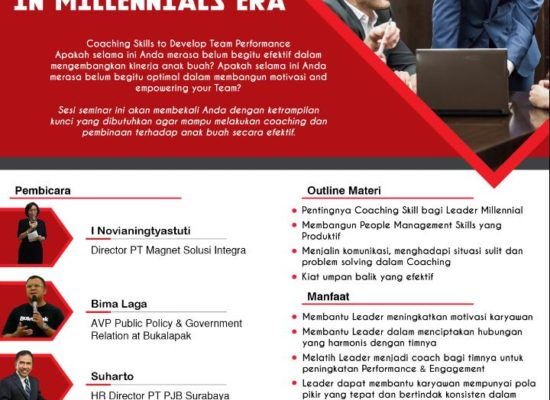 IN MILLENNIALS ERA
Coaching Skills to Develop Team Performance
Apakah selama ini Anda merasa belum begitu efektif dalam
mengembangkan kinerja anak buah? Apakah selama ini Anda
merasa belum begitu optimal dalam membangun motivasi and
empowering your Team?
Sesi seminar ini akan membekali Anda dengan ketrampilan
kunci yang dibutuhkan agar mampu melakukan coaching dan
pembinaan terhadap anak buah secara efektif.
Pembicara
I Novianingtyastuti
Director PT Magnet Solusi Integra
Bima Laga
AVP Public Policy & Government
Relation at Bukalapak
Suharto
HR Director PT PJB Surabaya
Outline Materi
Pentingnya Coaching Skill bagi Leader Millennial
Membangun People Management Skills yang
Produktif
Menjalin komunikasi, menghadapi situasi sulit dan
problem solving dalam Coaching
Kiat umpan balik yang efektif
Manfaat
Membantu Leader meningkatkan motivasi karyawan
Membantu Leader dalam menciptakan hubungan
yang harmonis dengan timnya
Melatih Leader menjadi coach bagi timnya untuk
peningkatan Performance & Engagement
Leader dapat membantu karyawan mempunyai pola
pikir yang tepat dan bertindak konsisten dalam